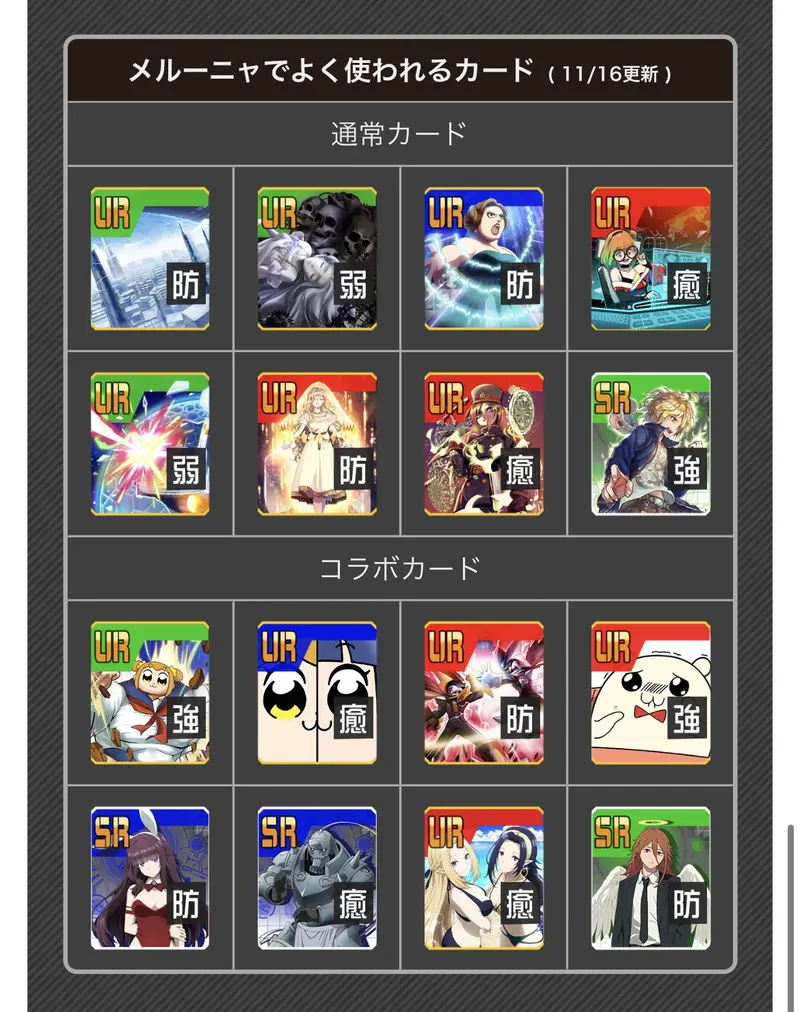 メルーニャでよく使われるカード ( 11/16更新 )
通常カード
UR UR UR UR
防 弱 防 癒
UR UR UR SR
弱 防 癒 強
コラボカード
UR UR UR UR
強 癒 防 強
SR SR UR SR
防 癒 癒 防